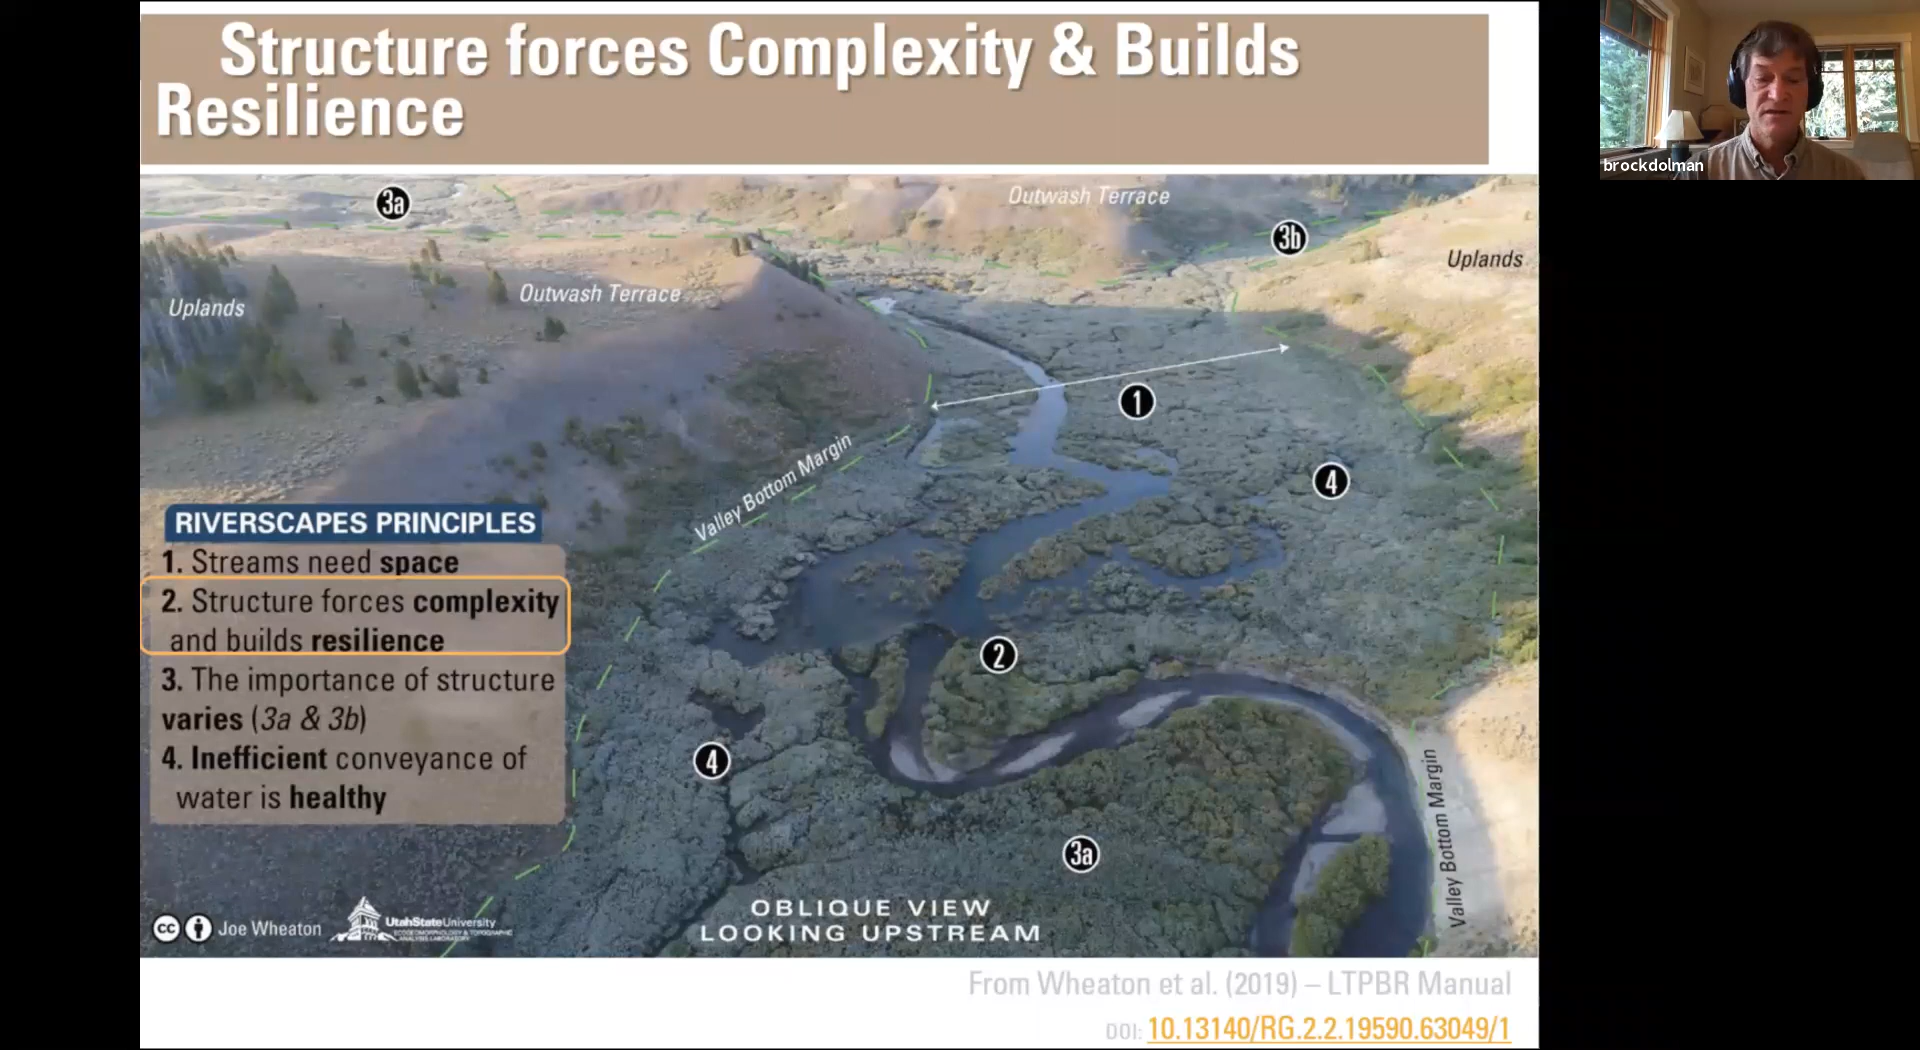 Structure forces Complexity & Builds
Resilience
brockdolman
3a
Outwash Terrace
3b
Uplands
Uplands
Outwash Terrace
1
Valley Bottom Margin
4
RIVERSCAPES PRINCIPLES
1. Streams need space
2. Structure forces complexity
and builds resilience
3. The importance of structure
varies (3a & 3b)
4. Inefficient conveyance of
water is healthy
2
4
3a
Valley Bottom Margin
cc
Joe Wheaton
UtahStateUniversity
OBLIQUE VIEW
LOOKING UPSTREAM
From Wheaton et al. (2019) – LTPBR Manual
DOI: 10.13140/RG.2.2.19590.63049/1